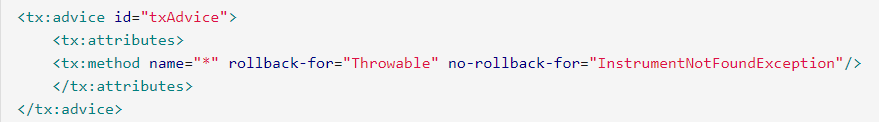 <tx:advice id="txAdvice">
    <tx:attributes>
    <tx:method name="*" rollback-for="Throwable" no-rollback-for="InstrumentNotFoundException"/>
    </tx:attributes>
</tx:advice>